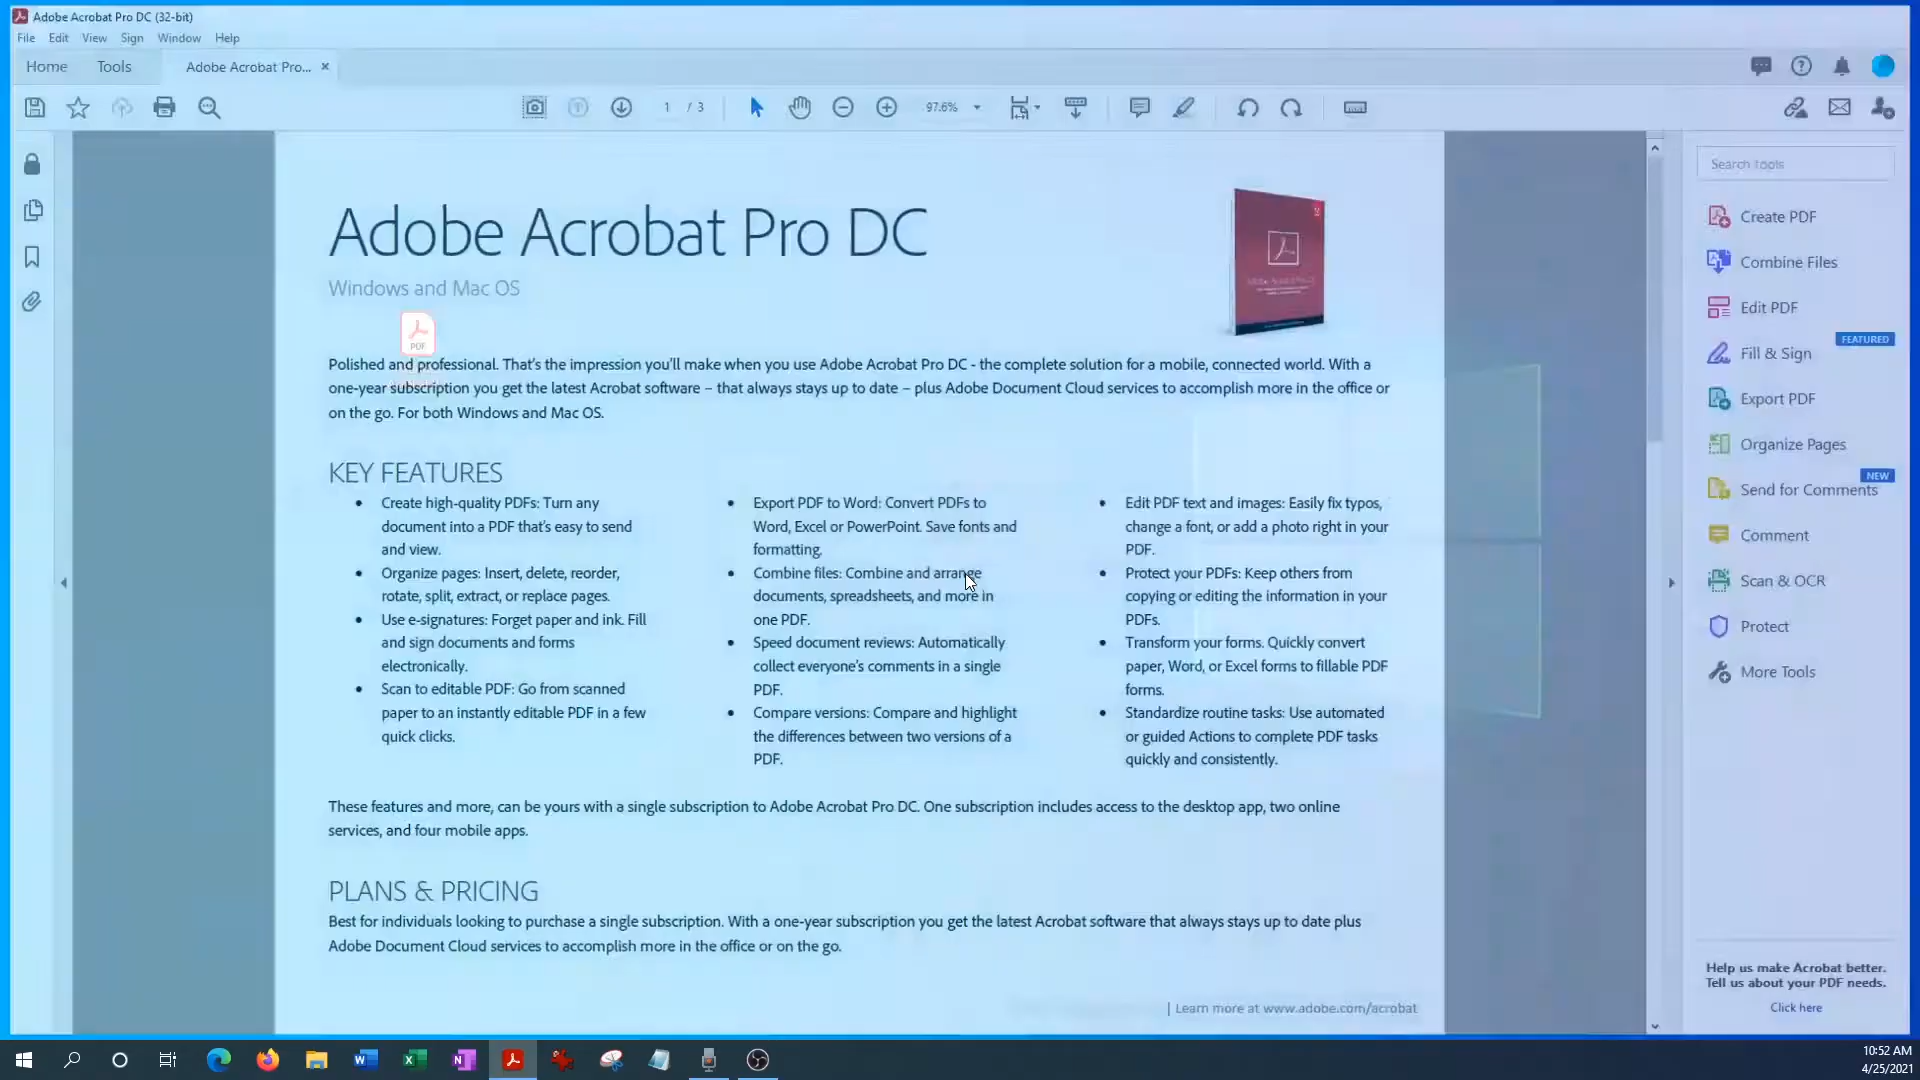 Adobe Acrobat Pro DC (32-bit)
File Edit View Sign Window Help
Home Tools Adobe Acrobat Pro... ×
1 / 3 97.6%
Search tools
Adobe Acrobat Pro DC
Windows and Mac OS
PDF
Polished and professional. That's the impression you'll make when you use Adobe Acrobat Pro DC - the complete solution for a mobile, connected world. With a
one-year subscription you get the latest Acrobat software – that always stays up to date – plus Adobe Document Cloud services to accomplish more in the office or
on the go. For both Windows and Mac OS.
KEY FEATURES
• Create high-quality PDFs: Turn any
document into a PDF that's easy to send
and view.
• Organize pages: Insert, delete, reorder,
rotate, split, extract, or replace pages.
• Use e-signatures: Forget paper and ink. Fill
and sign documents and forms
electronically.
• Scan to editable PDF: Go from scanned
paper to an instantly editable PDF in a few
quick clicks.
• Export PDF to Word: Convert PDFs to
Word, Excel or PowerPoint. Save fonts and
formatting.
• Combine files: Combine and arrange
documents, spreadsheets, and more in
one PDF.
• Speed document reviews: Automatically
collect everyone's comments in a single
PDF.
• Compare versions: Compare and highlight
the differences between two versions of a
PDF.
• Edit PDF text and images: Easily fix typos,
change a font, or add a photo right in your
PDF.
• Protect your PDFs: Keep others from
copying or editing the information in your
PDFs.
• Transform your forms. Quickly convert
paper, Word, or Excel forms to fillable PDF
forms.
• Standardize routine tasks: Use automated
or guided Actions to complete PDF tasks
quickly and consistently.
These features and more, can be yours with a single subscription to Adobe Acrobat Pro DC. One subscription includes access to the desktop app, two online
services, and four mobile apps.
PLANS & PRICING
Best for individuals looking to purchase a single subscription. With a one-year subscription you get the latest Acrobat software that always stays up to date plus
Adobe Document Cloud services to accomplish more in the office or on the go.
| Learn more at www.adobe.com/acrobat
Create PDF
Combine Files
Edit PDF
FEATURED
Fill & Sign
Export PDF
Organize Pages
NEW
Send for Comments
Comment
Scan & OCR
Protect
More Tools
Help us make Acrobat better.
Tell us about your PDF needs.
Click here
10:52 AM
4/25/2021